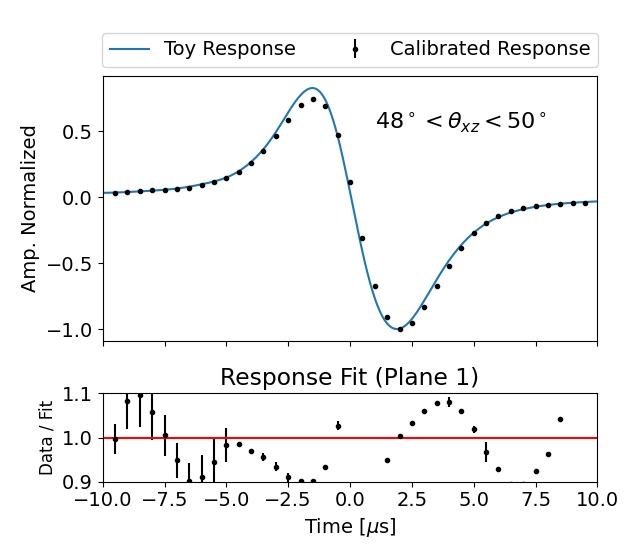 Toy Response Calibrated Response
48° < θxz < 50°
0.5
0.0
−0.5
−1.0
Amp. Normalized
Response Fit (Plane 1)
1.1
1.0
0.9
Data / Fit
−10.0 −7.5 −5.0 −2.5 0.0 2.5 5.0 7.5 10.0
Time [μs]